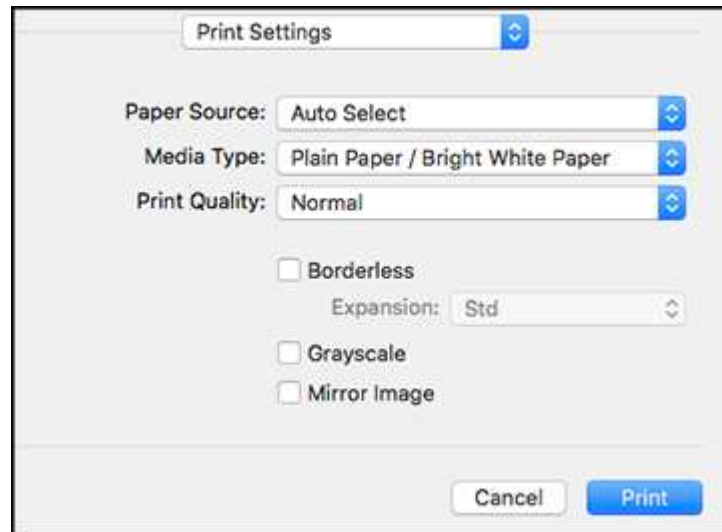 Print Settings
Paper Source: Auto Select
Media Type: Plain Paper / Bright White Paper
Print Quality: Normal
Borderless
Expansion: Std
Grayscale
Mirror Image
Cancel Print